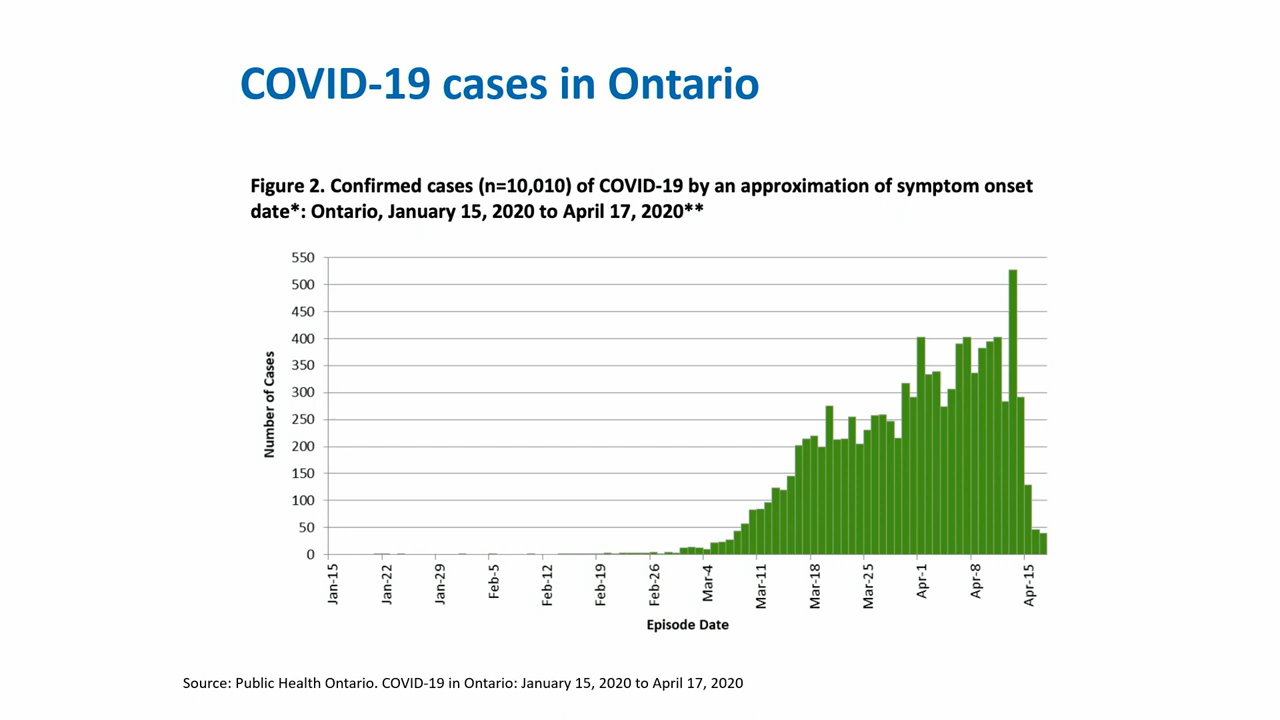 COVID-19 cases in Ontario
Figure 2. Confirmed cases (n=10,010) of COVID-19 by an approximation of symptom onset
date*: Ontario, January 15, 2020 to April 17, 2020**
550
500
450
400
350
300
250
200
150
100
50
0
Number of Cases
Jan-15
Jan-22
Jan-29
Feb-5
Feb-12
Feb-19
Feb-26
Mar-4
Mar-11
Mar-18
Mar-25
Apr-1
Apr-8
Apr-15
Episode Date
Source: Public Health Ontario. COVID-19 in Ontario: January 15, 2020 to April 17, 2020